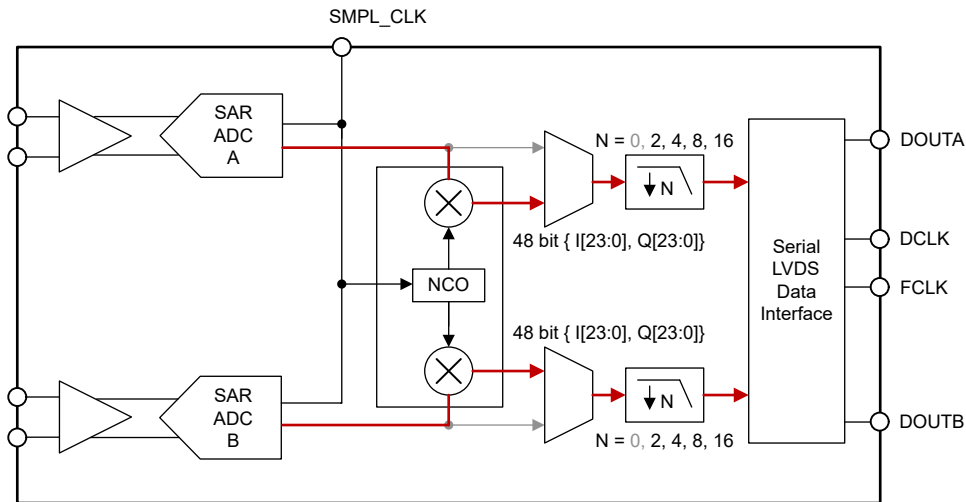 SMPL_CLK
SAR
ADC
A
N = 0, 2, 4, 8, 16
N
DOUTA
48 bit { I[23:0], Q[23:0]}
NCO
Serial
LVDS
Data
Interface
DCLK
FCLK
48 bit { I[23:0], Q[23:0]}
SAR
ADC
B
N
N = 0, 2, 4, 8, 16
DOUTB